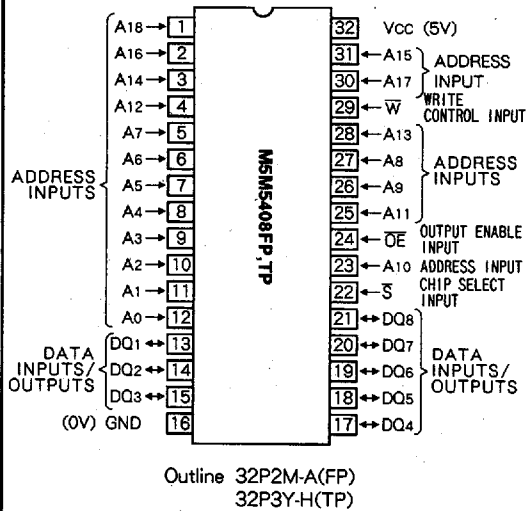 A18 → 1
A16 → 2
A14 → 3
A12 → 4
A7 → 5
A6 → 6
A5 → 7
A4 → 8
A3 → 9
A2 → 10
A1 → 11
A0 → 12
ADDRESS
INPUTS
DQ1 ↔ 13
DQ2 ↔ 14
DQ3 ↔ 15
DATA
INPUTS/
OUTPUTS
(0V) GND 16
M5M5408FP,TP
32 Vcc (5V)
31 ← A15
30 ← A17
ADDRESS
INPUT
29 ← W̅ WRITE
CONTROL INPUT
28 ← A13
27 ← A8
26 ← A9
25 ← A11
ADDRESS
INPUTS
24 ← O̅E̅ OUTPUT ENABLE
INPUT
23 ← A10 ADDRESS INPUT
22 ← S̅ CHIP SELECT
INPUT
21 ↔ DQ8
20 ↔ DQ7
19 ↔ DQ6
18 ↔ DQ5
17 ↔ DQ4
DATA
INPUTS/
OUTPUTS
Outline 32P2M-A(FP)
32P3Y-H(TP)